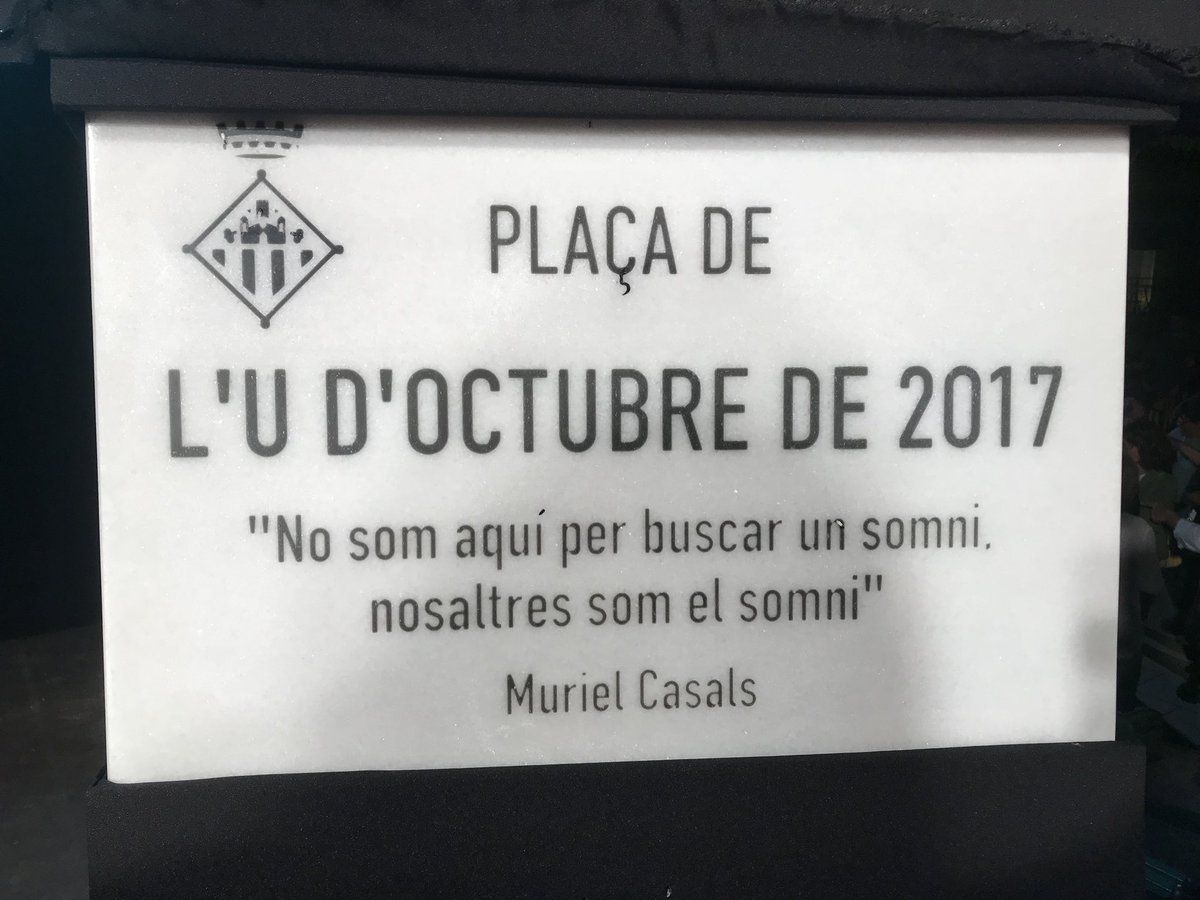 PLAÇA DE
L'U D'OCTUBRE DE 2017
"No som aquí per buscar un somni,
nosaltres som el somni"
Muriel Casals